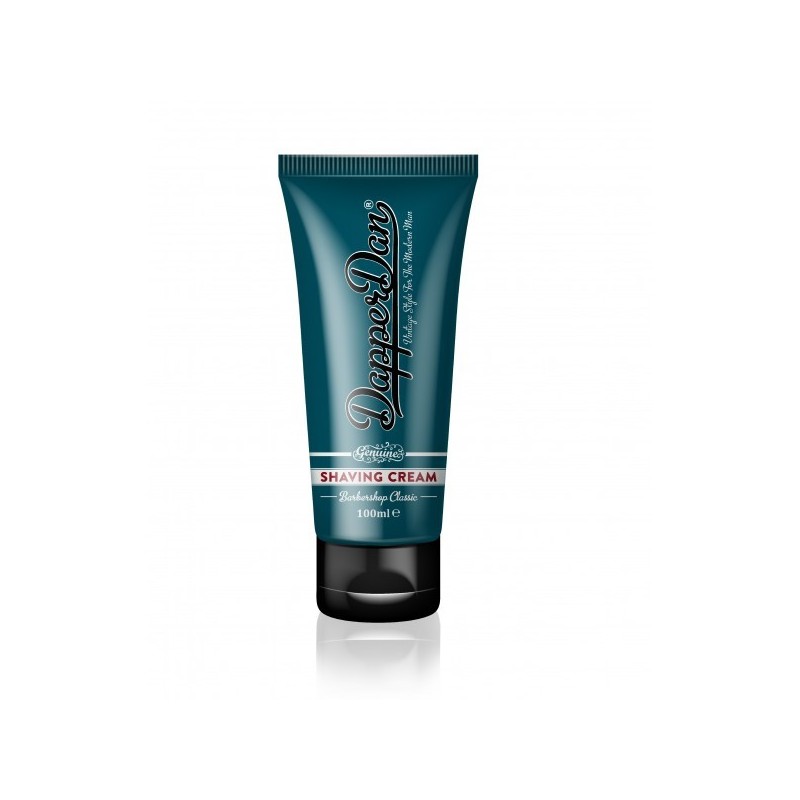 DapperDan®
Vintage Style For The Modern Man
Genuine
SHAVING CREAM
Barbershop Classic
100ml ℮